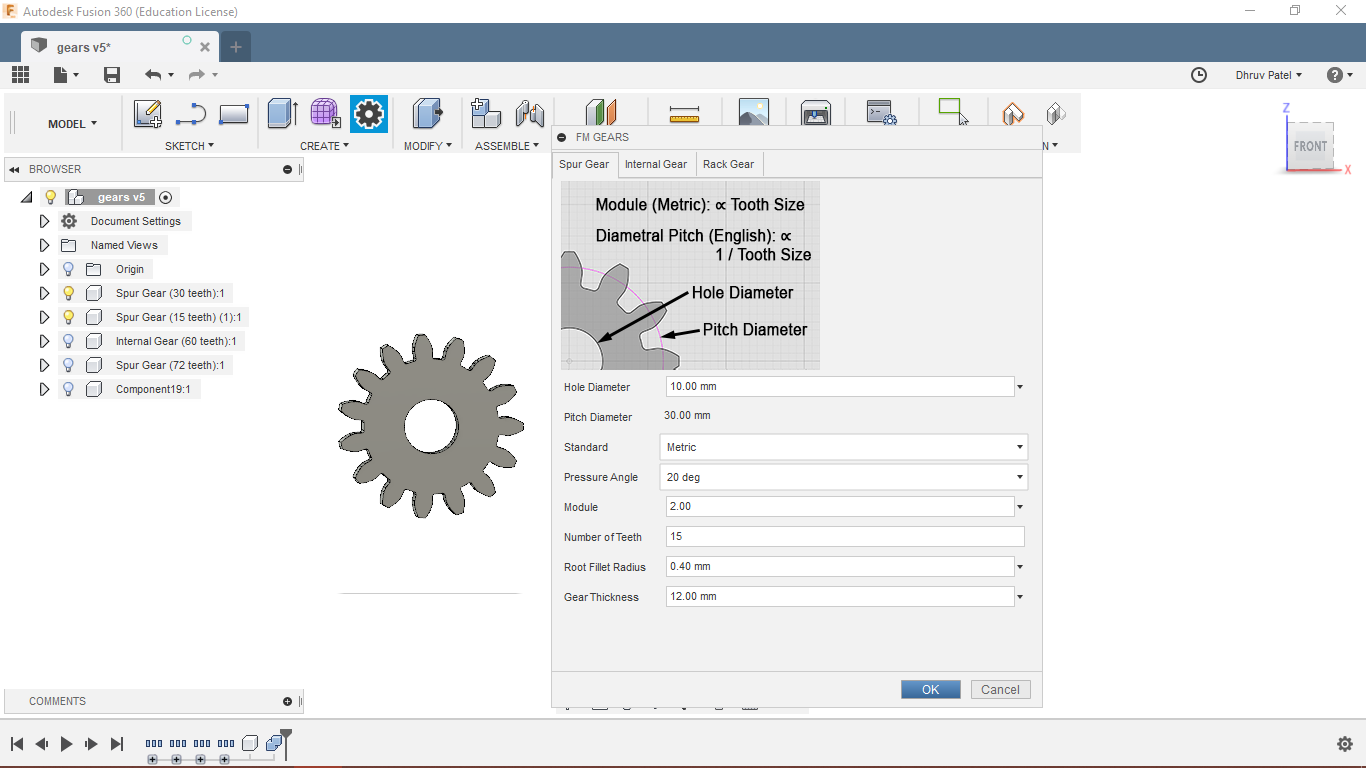 Autodesk Fusion 360 (Education License)
gears v5*
Dhruv Patel
MODEL
SKETCH
CREATE
MODIFY
ASSEMBLE
N
BROWSER
gears v5
Document Settings
Named Views
Origin
Spur Gear (30 teeth):1
Spur Gear (15 teeth) (1):1
Internal Gear (60 teeth):1
Spur Gear (72 teeth):1
Component19:1
FM GEARS
Spur Gear Internal Gear Rack Gear
Module (Metric): ∝ Tooth Size
Diametral Pitch (English): ∝
1 / Tooth Size
Hole Diameter
Pitch Diameter
Hole Diameter 10.00 mm
Pitch Diameter 30.00 mm
Standard Metric
Pressure Angle 20 deg
Module 2.00
Number of Teeth 15
Root Fillet Radius 0.40 mm
Gear Thickness 12.00 mm
OK Cancel
Z
FRONT
X
COMMENTS